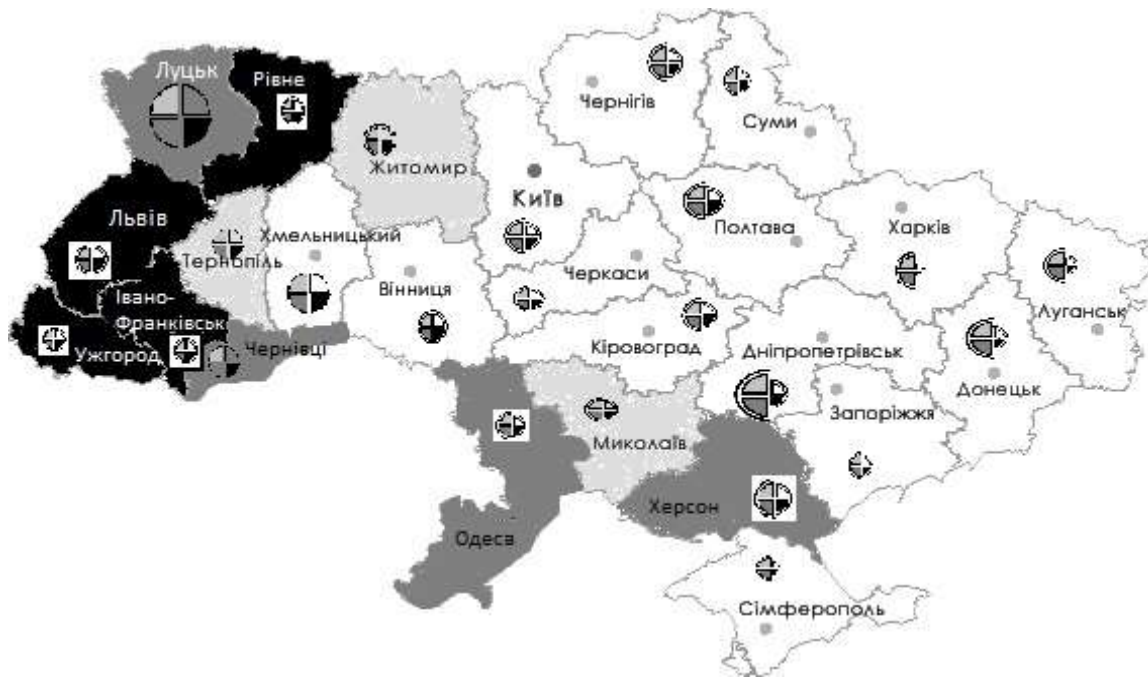 Луцьк
Рівне
Чернігів
Суми
Житомир
Київ
Львів
Хмельницький
Тернопіль
Полтава
Харків
Черкаси
Вінниця
Івано-
Франківськ
Ужгород
Чернівці
Кіровоград
Дніпропетрівськ
Луганськ
Донецьк
Запоріжжя
Миколаїв
Херсон
Одесв
Сімферополь